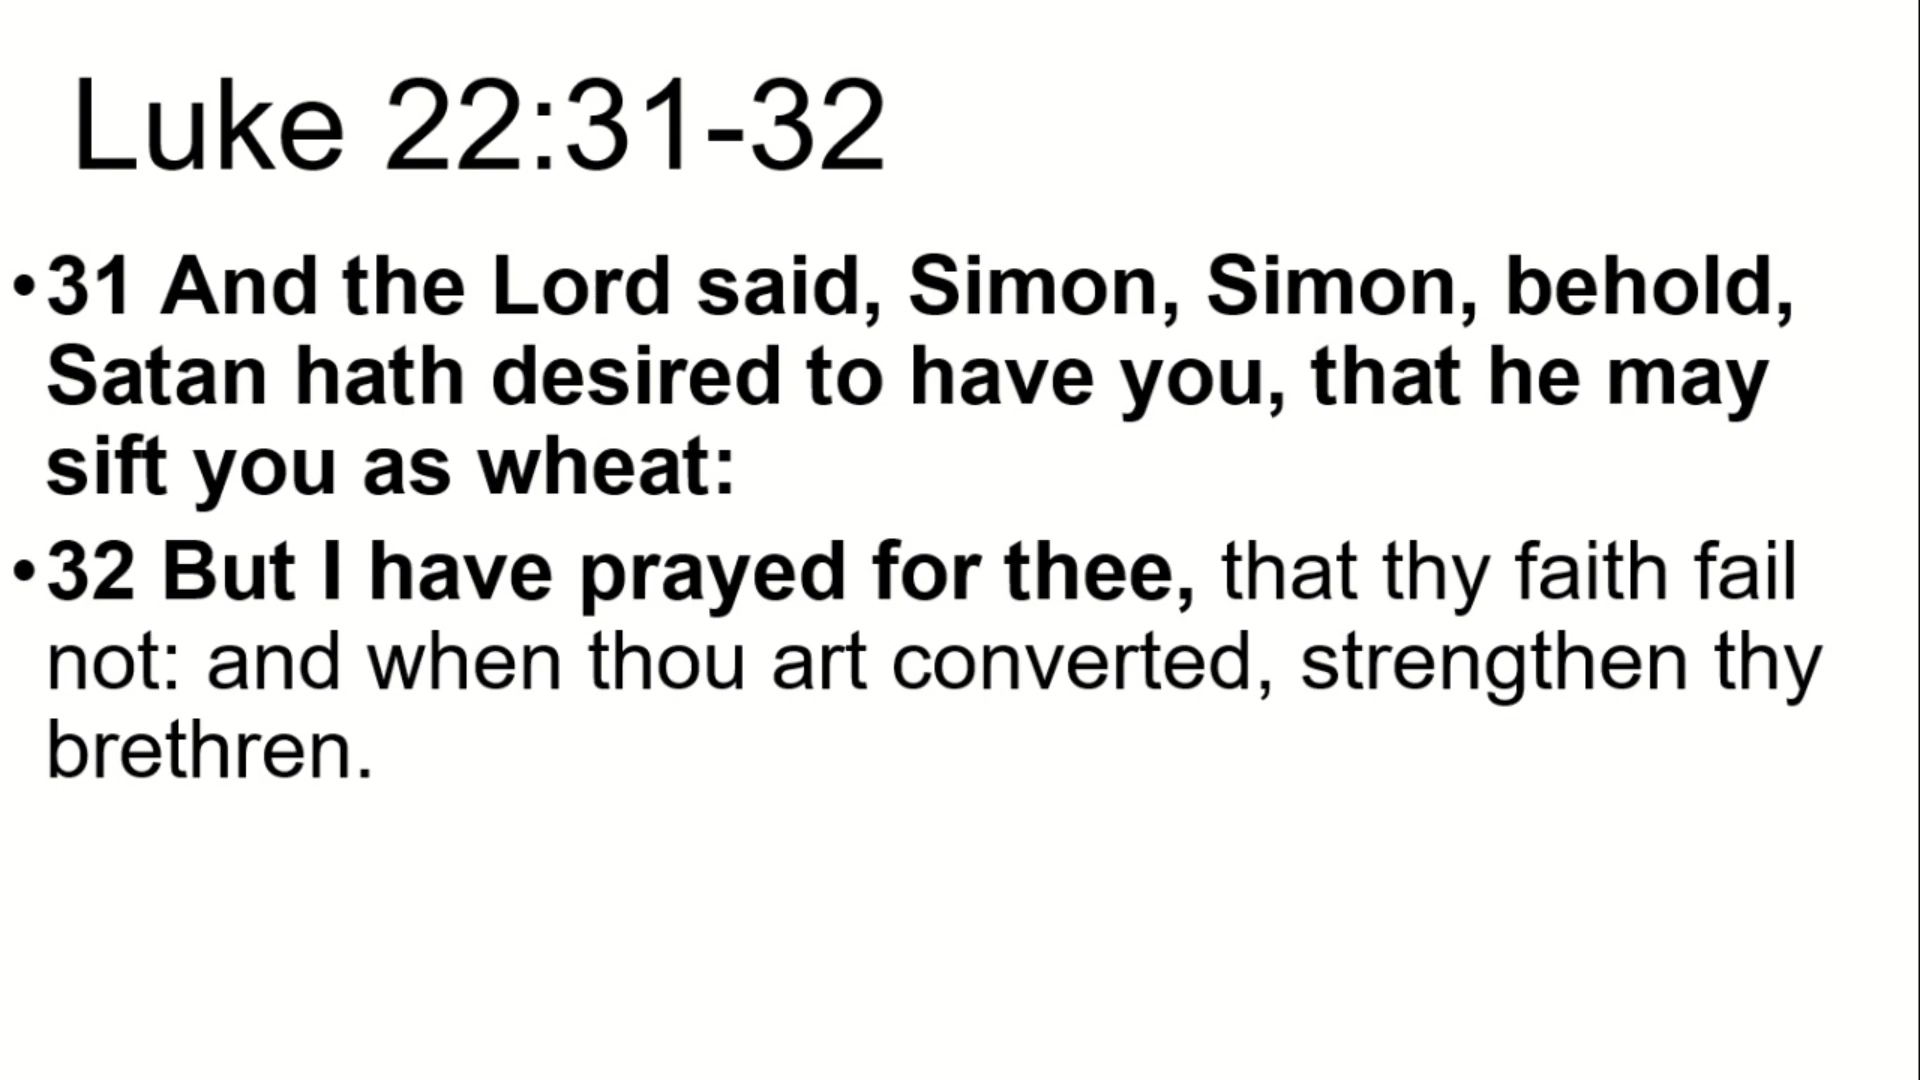 Luke 22:31-32
•31 And the Lord said, Simon, Simon, behold,
Satan hath desired to have you, that he may
sift you as wheat:
•32 But I have prayed for thee, that thy faith fail
not: and when thou art converted, strengthen thy
brethren.